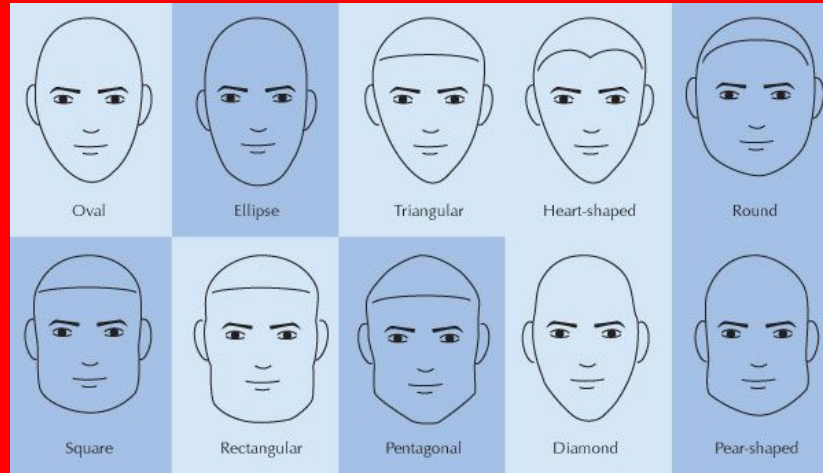 Oval
Ellipse
Triangular
Heart-shaped
Round
Square
Rectangular
Pentagonal
Diamond
Pear-shaped